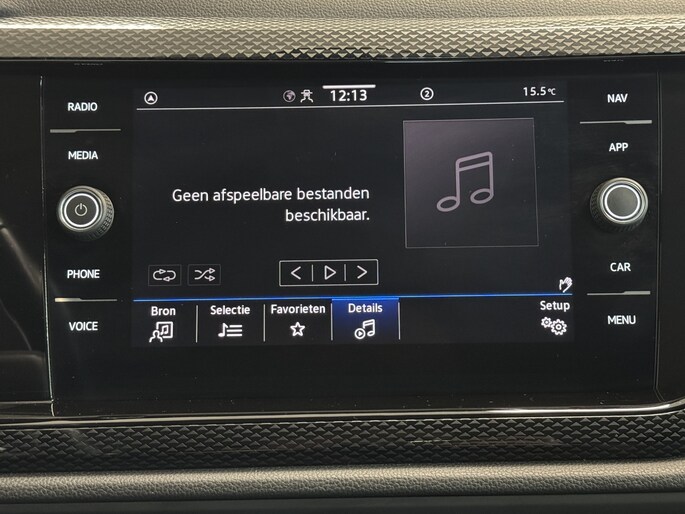 RADIO
MEDIA
PHONE
VOICE
12:13
2
15.5°C
Geen afspeelbare bestanden
beschikbaar.
Bron
Selectie
Favorieten
Details
Setup
NAV
APP
CAR
MENU